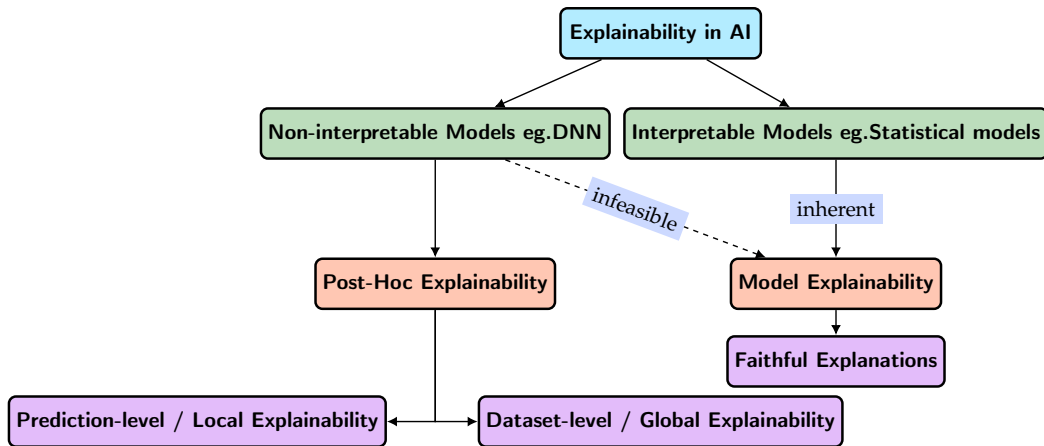 Explainability in AI
Non-interpretable Models eg.DNN
Interpretable Models eg.Statistical models
infeasible
inherent
Post-Hoc Explainability
Model Explainability
Faithful Explanations
Prediction-level / Local Explainability
Dataset-level / Global Explainability